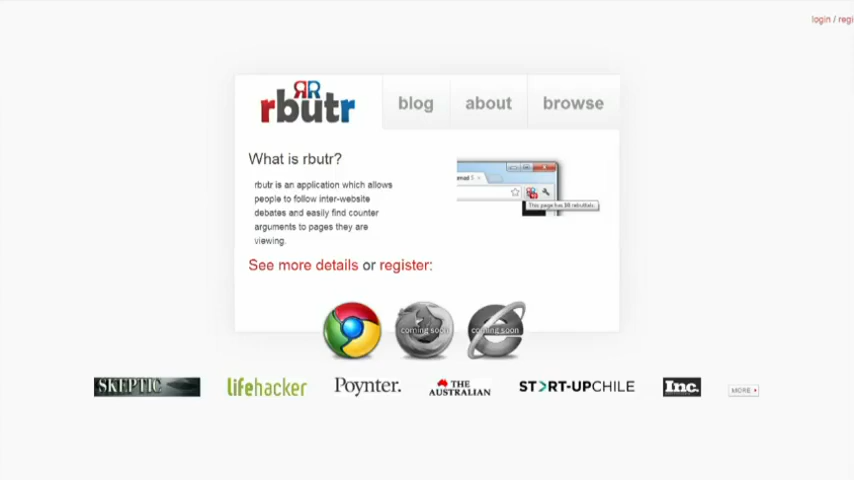 login / regi
rbutr
blog
about
browse
What is rbutr?
rbutr is an application which allows
people to follow inter-website
debates and easily find counter
arguments to pages they are
viewing.
This page has 38 rebuttals.
See more details or register:
coming soon
coming soon
SKEPTIC
lifehacker
Poynter.
THE
AUSTRALIAN
START-UPCHILE
Inc.
MORE